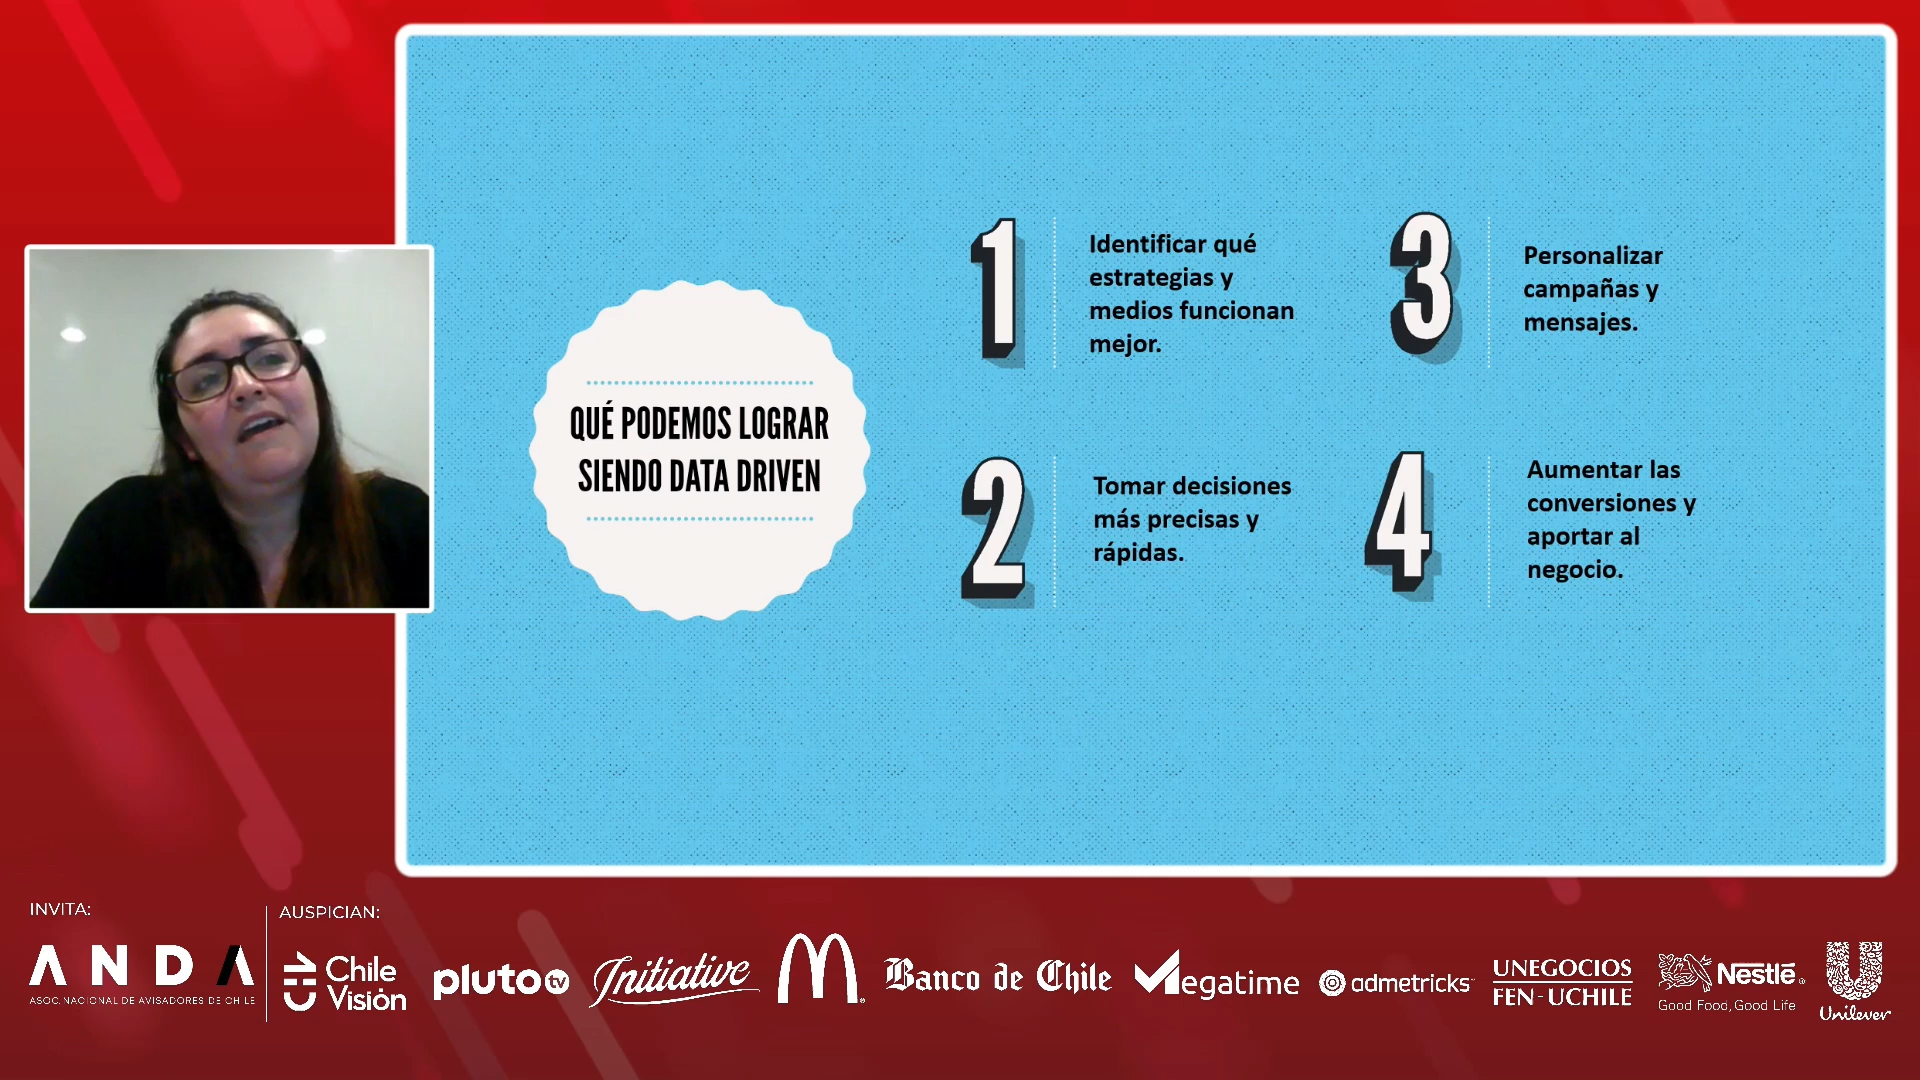 QUÉ PODEMOS LOGRAR
SIENDO DATA DRIVEN
1
Identificar qué
estrategias y
medios funcionan
mejor.
2
Tomar decisiones
más precisas y
rápidas.
3
Personalizar
campañas y
mensajes.
4
Aumentar las
conversiones y
aportar al
negocio.
INVITA:
ANDA
ASOC. NACIONAL DE AVISADORES DE CHILE
AUSPICIAN:
CHV
Chile
Visión
pluto tv
Initiative
M
Banco de Chile
Megatime
admetricks
UNEGOCIOS
FEN - UCHILE
Nestlé
Good Food, Good Life
Unilever